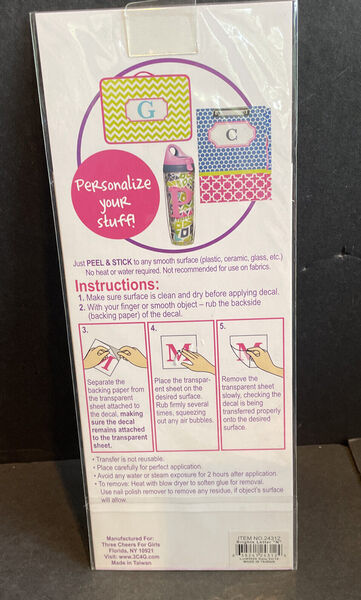 G
C
Personalize
your
stuff!
Just PEEL & STICK to any smooth surface (plastic, ceramic, glass, etc.)
No heat or water required. Not recommended for use on fabrics.
Instructions:
1. Make sure surface is clean and dry before applying decal.
2. With your finger or smooth object – rub the backside
(backing paper) of the decal.
3.
Separate
the backing
paper from
the transparent
sheet attached
to the decal,
making sure
the decal
remains attached
to the transparent
sheet.
4.
M
Place the transpar-
ent sheet on the
desired surface.
Rub firmly several
times, squeezing
out any air bubbles.
5.
M
Remove the
transparent sheet
slowly, checking the
decal is being
transferred properly
onto the desired
surface.
• Transfer is not reusable.
• Place carefully for perfect application.
• Avoid any water or steam exposure for 2 hours after application.
• To remove: Heat with blow dryer to soften glue for removal.
Use nail polish remover to remove any residue, if object's surface
will allow.
Manufactured For:
Three Cheers For Girls
Florida, NY 10921
Visit Us: www.3C4G.com
Made in Taiwan
ITEM NO.24312
Brights Letter "N"
MADE IN TAIWAN